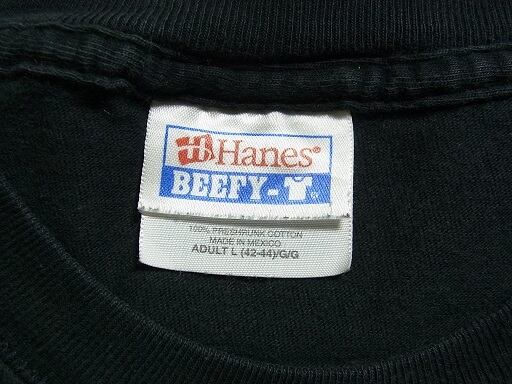 Hanes®
BEEFY-
100% PRESHRUNK COTTON
MADE IN MEXICO
ADULT L (42-44)/G/G